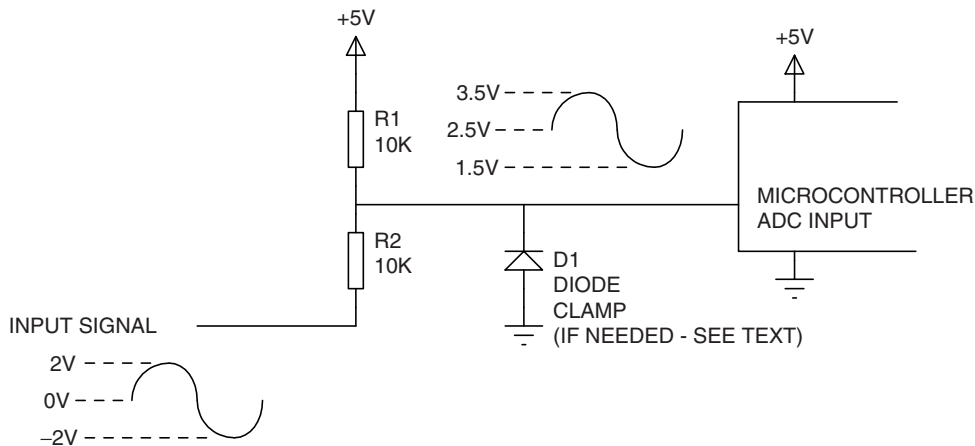 +5V
+5V
R1
10K
3.5V
2.5V
1.5V
MICROCONTROLLER
ADC INPUT
R2
10K
D1
DIODE
CLAMP
(IF NEEDED - SEE TEXT)
INPUT SIGNAL
2V
0V
–2V